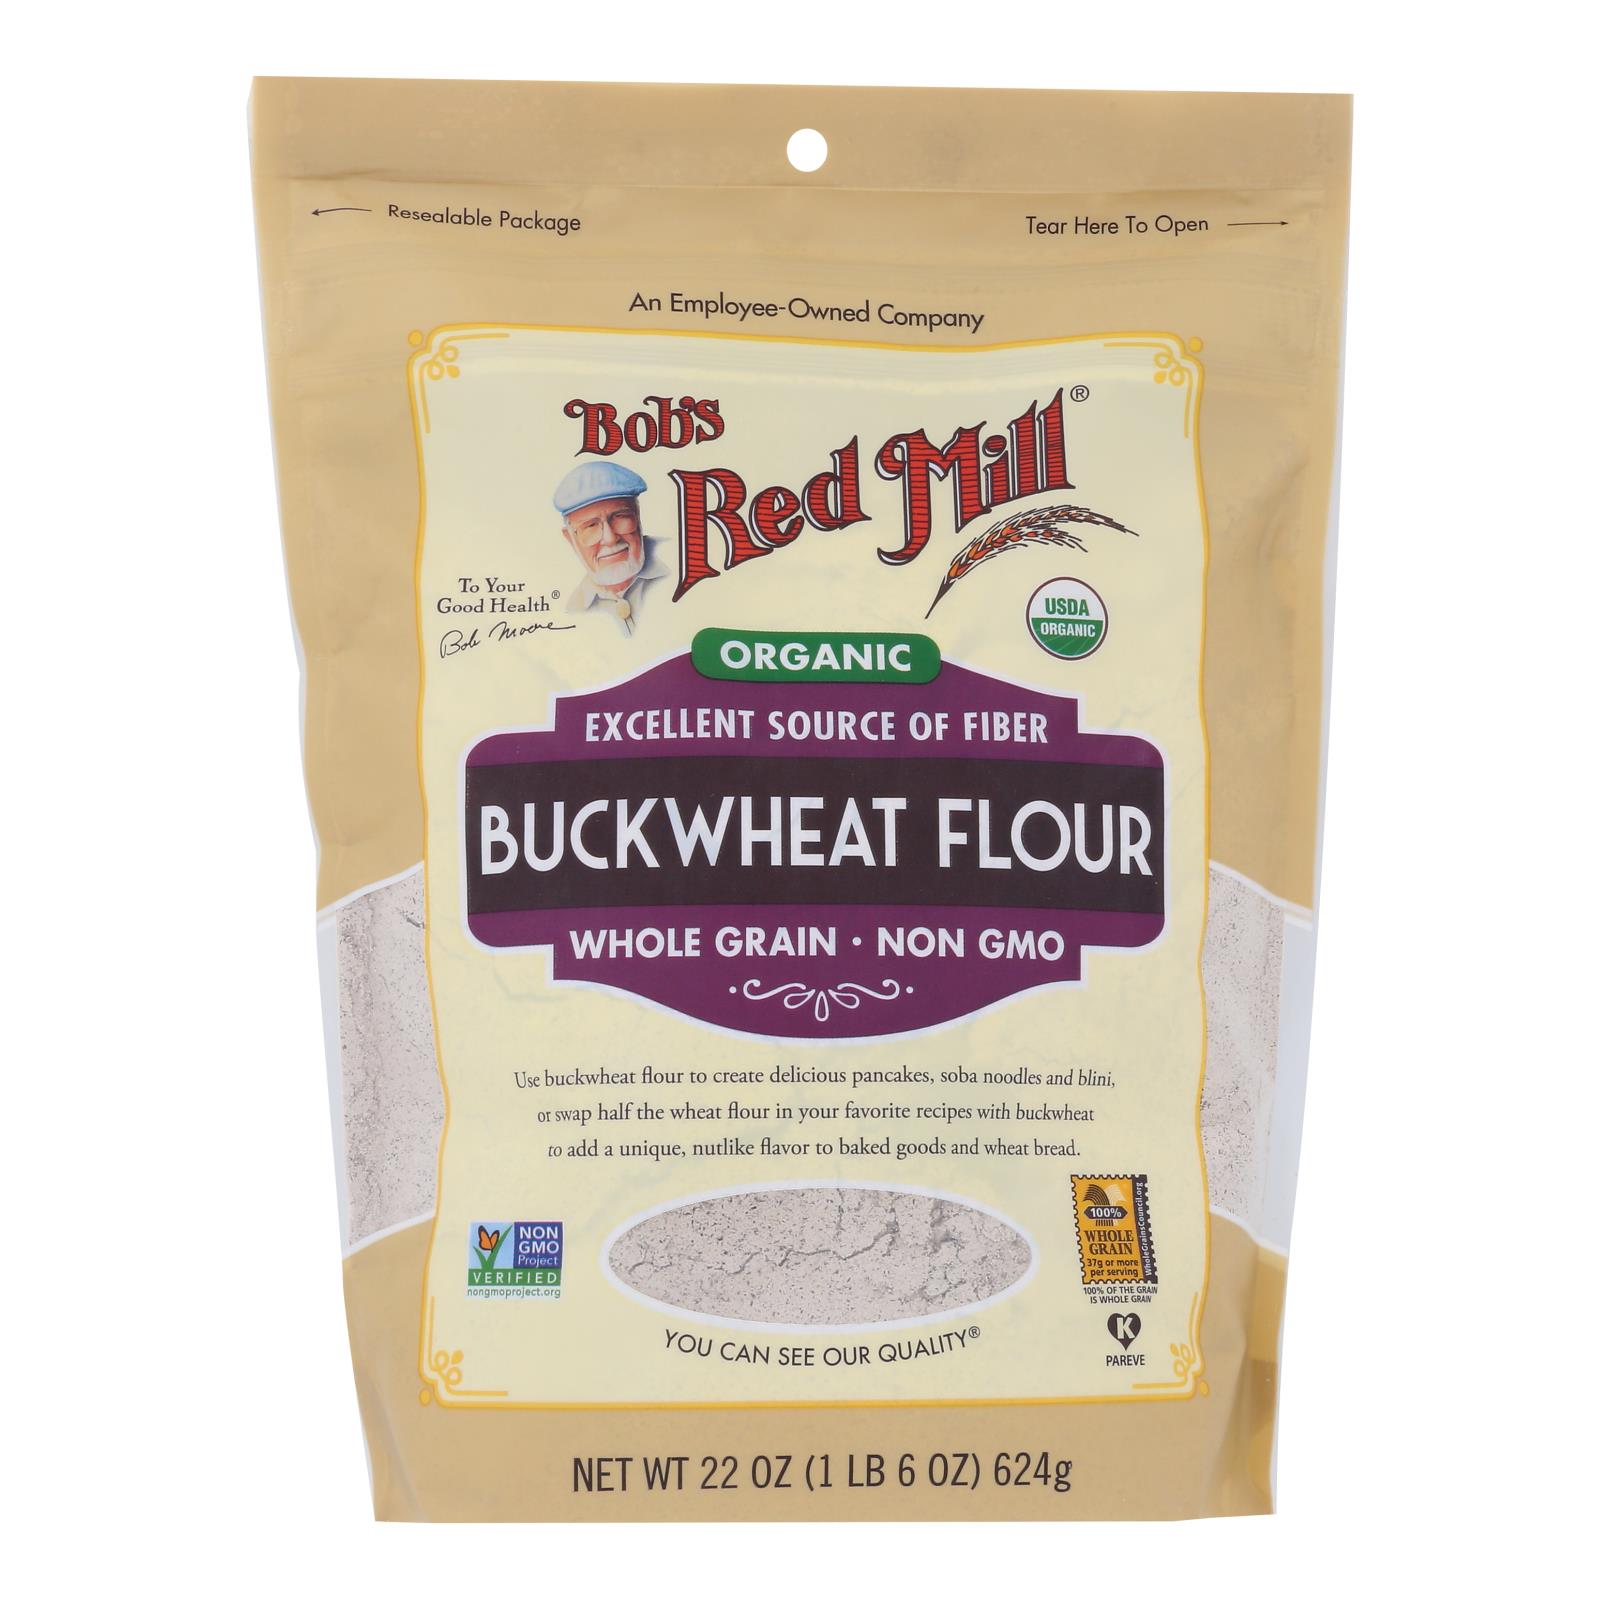 Resealable Package
Tear Here To Open
An Employee-Owned Company
Bob's
Red Mill®
To Your
Good Health®
Bob Moore
USDA
ORGANIC
ORGANIC
EXCELLENT SOURCE OF FIBER
BUCKWHEAT FLOUR
WHOLE GRAIN · NON GMO
Use buckwheat flour to create delicious pancakes, soba noodles and blini,
or swap half the wheat flour in your favorite recipes with buckwheat
to add a unique, nutlike flavor to baked goods and wheat bread.
NON
GMO
Project
VERIFIED
nongmoproject.org
100%
WHOLE
GRAIN
37g or more
per serving
WholeGrainsCouncil.org
100% OF THE GRAIN
IS WHOLE GRAIN
K
PAREVE
YOU CAN SEE OUR QUALITY®
NET WT 22 OZ (1 LB 6 OZ) 624g